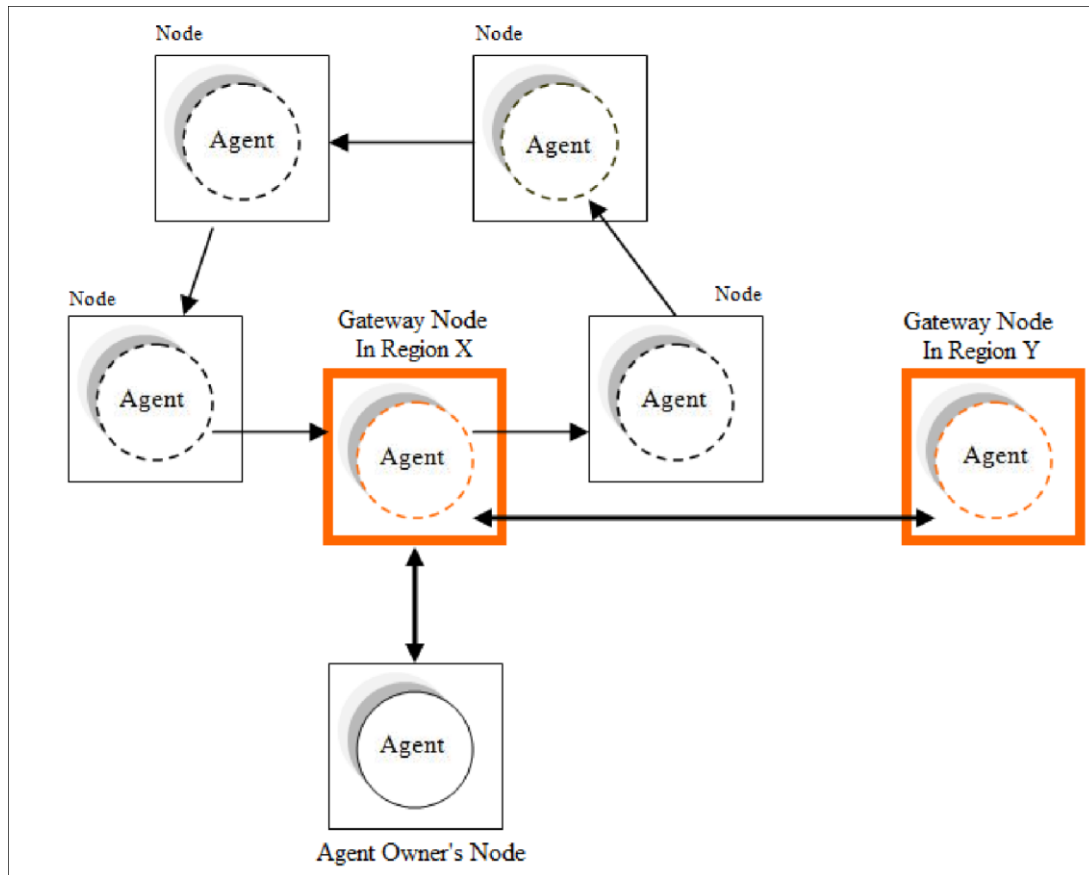 Node
Node
Agent
Agent
Node
Node
Gateway Node
In Region X
Gateway Node
In Region Y
Agent
Agent
Agent
Agent
Agent
Agent Owner's Node